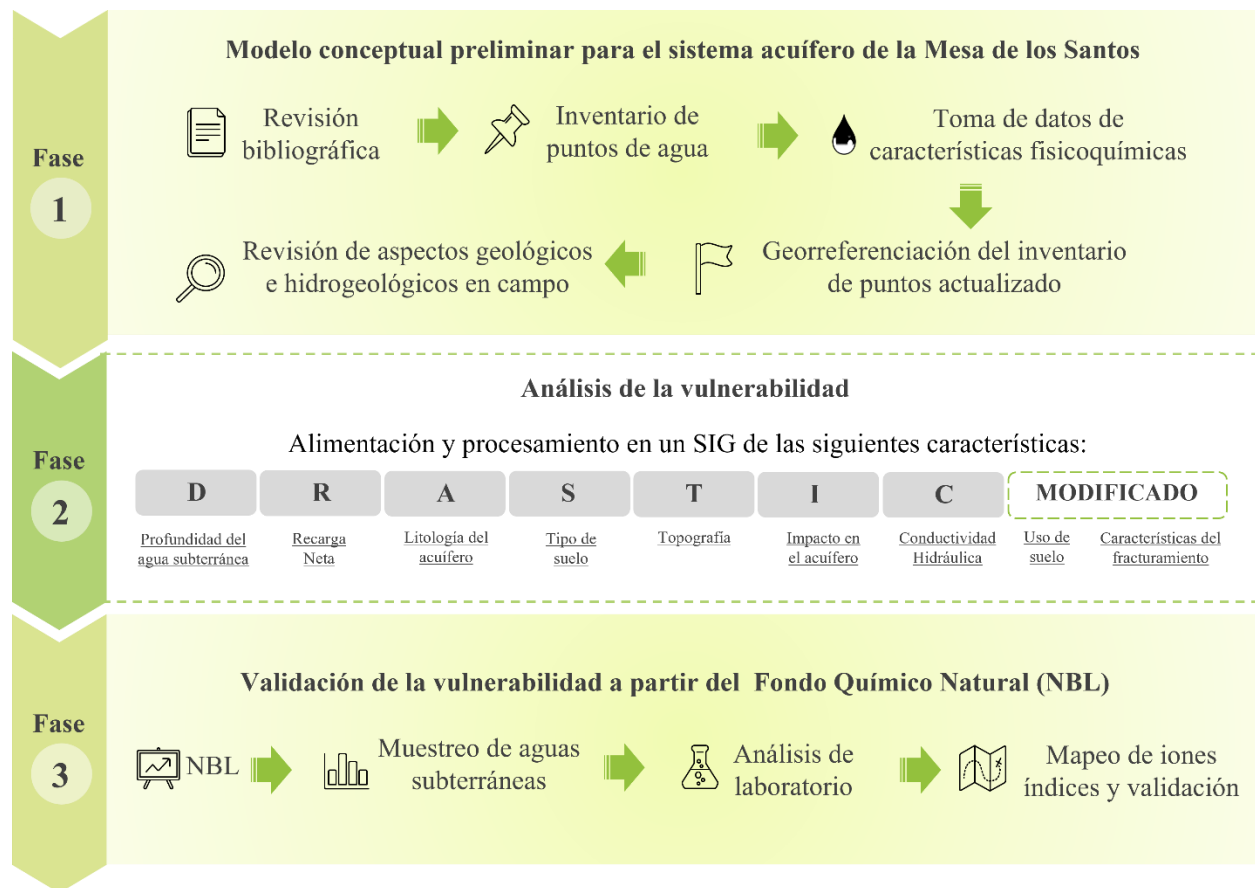 Modelo conceptual preliminar para el sistema acuífero de la Mesa de los Santos
Fase
1
Revisión
bibliográfica
Inventario de
puntos de agua
Toma de datos de
características fisicoquímicas
Revisión de aspectos geológicos
e hidrogeológicos en campo
Georreferenciación del inventario
de puntos actualizado
Análisis de la vulnerabilidad
Fase
2
Alimentación y procesamiento en un SIG de las siguientes características:
D R A S T I C MODIFICADO
Profundidad del
agua subterránea
Recarga
Neta
Litología del
acuífero
Tipo de
suelo
Topografía
Impacto en
el acuífero
Conductividad
Hidráulica
Uso de
suelo
Características del
fracturamiento
Validación de la vulnerabilidad a partir del Fondo Químico Natural (NBL)
Fase
3
NBL
Muestreo de aguas
subterráneas
Análisis de
laboratorio
Mapeo de iones
índices y validación